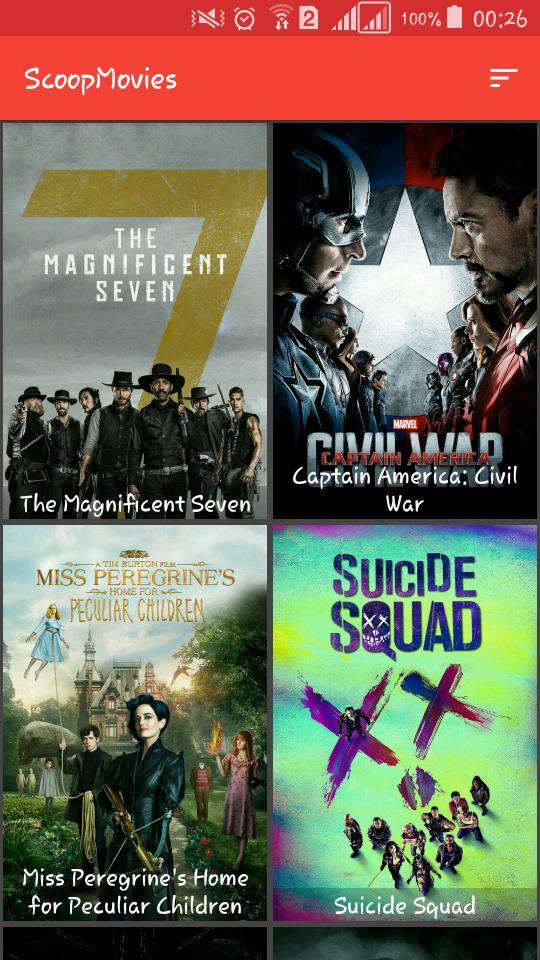 2 100% 00:26
ScoopMovies
THE
MAGNIFICENT
SEVEN
The Magnificent Seven
MARVEL
CIVIL WAR
CAPTAIN AMERICA
Captain America: Civil
War
A TIM BURTON FILM
MISS PEREGRINE'S
HOME FOR
PECULIAR CHILDREN
Miss Peregrine's Home
for Peculiar Children
SUICIDE
SQUAD
Suicide Squad